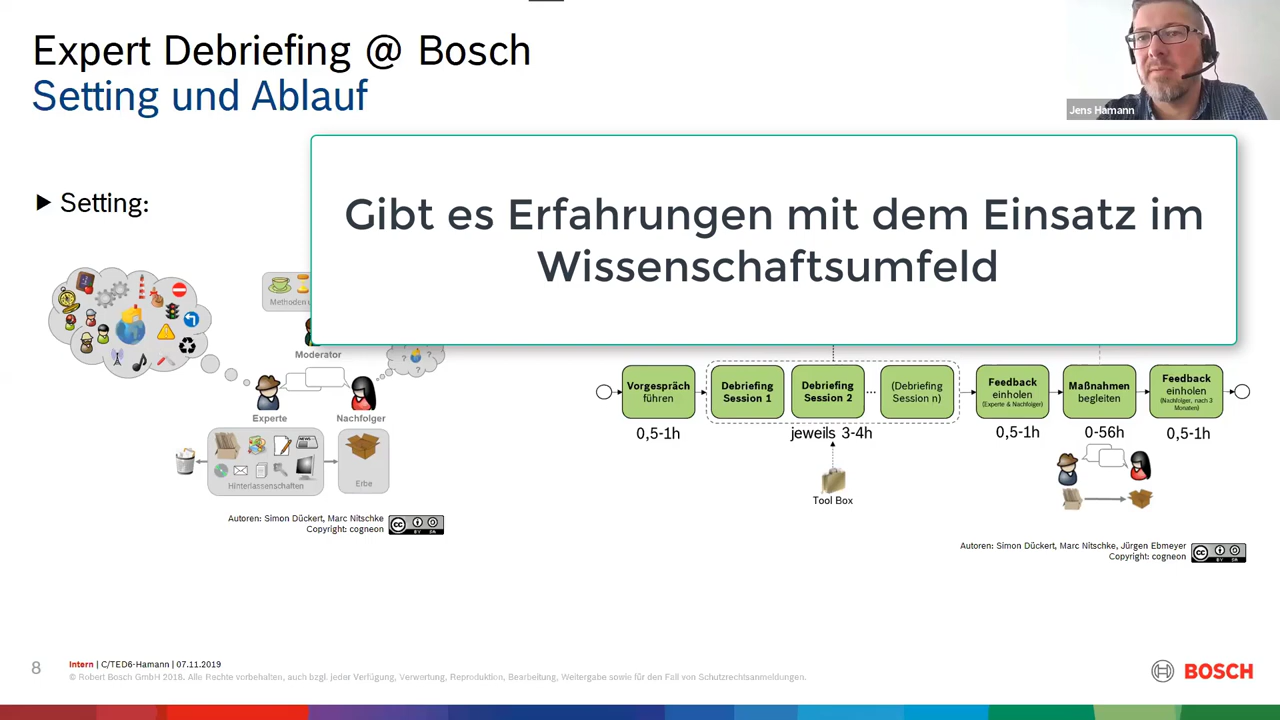 Expert Debriefing @ Bosch
Setting und Ablauf
Jens Hamann
Gibt es Erfahrungen mit dem Einsatz im
Wissenschaftsumfeld
Setting:
Methoden
Moderator
? ?
Experte
Nachfolger
NEWS
Hinterlassenschaften
Erbe
Autoren: Simon Dückert, Marc Nitschke
Copyright: cogneon
Vorgespräch
führen
0,5-1h
Debriefing
Session 1
Debriefing
Session 2
...
(Debriefing
Session n)
jeweils 3-4h
Tool Box
Feedback
einholen
(Experte & Nachfolger)
0,5-1h
Maßnahmen
begleiten
0-56h
Feedback
einholen
(Nachfolger, nach 3
Monaten)
0,5-1h
Autoren: Simon Dückert, Marc Nitschke, Jürgen Ebmeyer
Copyright: cogneon
8
Intern | C/TED6-Hamann | 07.11.2019
© Robert Bosch GmbH 2018. Alle Rechte vorbehalten, auch bzgl. jeder Verfügung, Verwertung, Reproduktion, Bearbeitung, Weitergabe sowie für den Fall von Schutzrechtsanmeldungen.
BOSCH